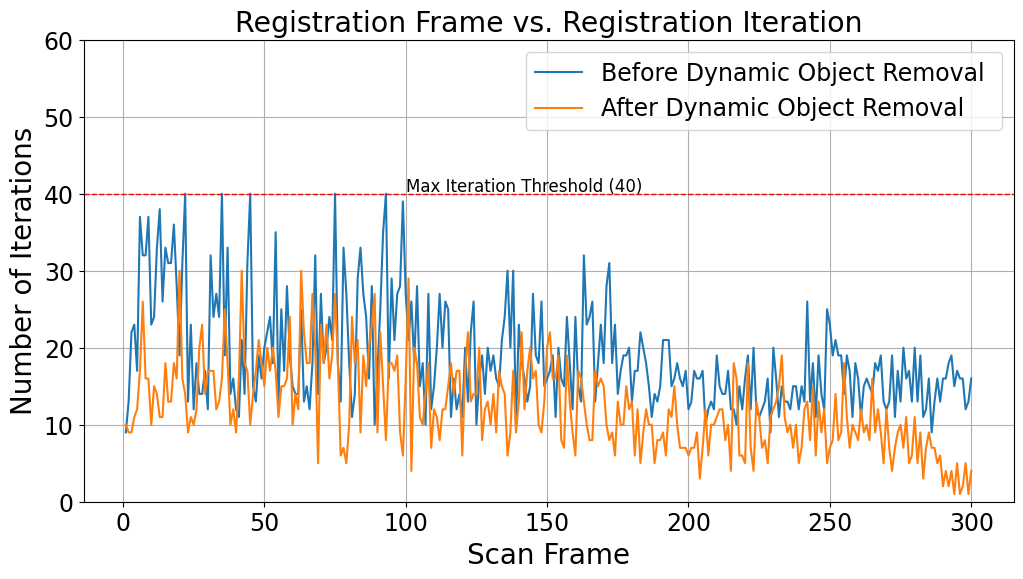 Registration Frame vs. Registration Iteration
Before Dynamic Object Removal
After Dynamic Object Removal
Max Iteration Threshold (40)
Number of Iterations
60
50
40
30
20
10
0
0 50 100 150 200 250 300
Scan Frame